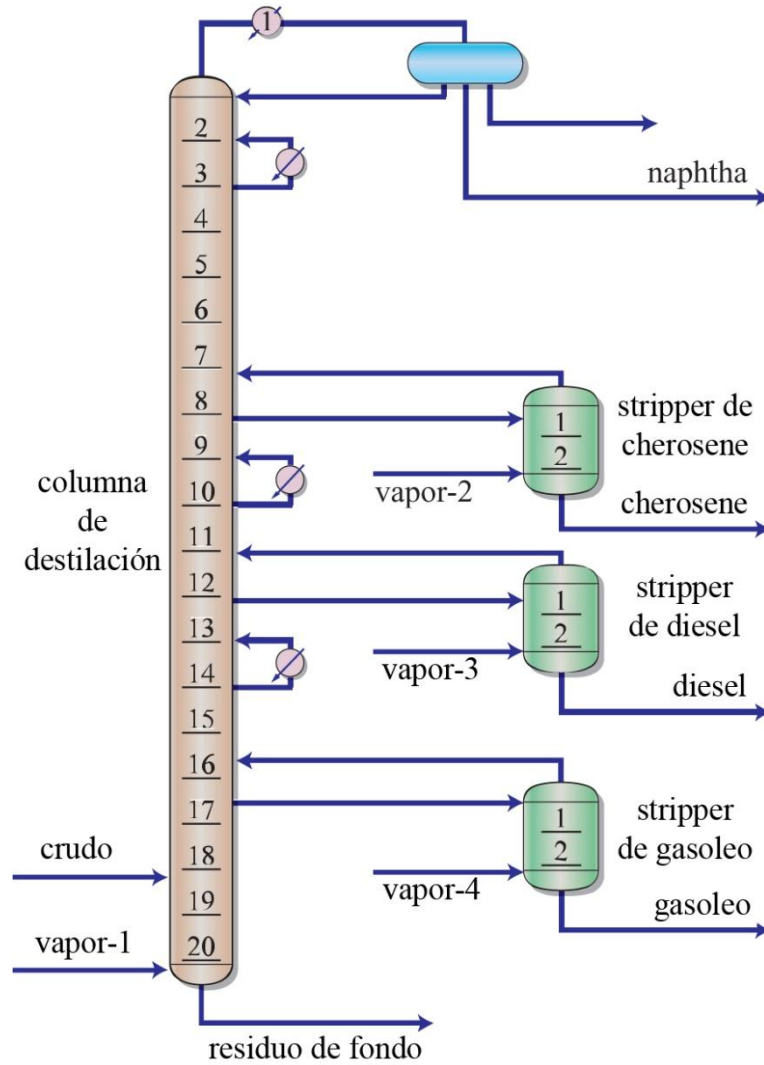 1
2
3
naphtha
4
5
6
7
8
1
2
stripper de
cherosene
9
vapor-2
cherosene
10
columna
de
destilación
11
12
1
2
stripper
de diesel
13
vapor-3
14
diesel
15
16
17
1
2
stripper
de gasoleo
crudo
18
vapor-4
19
gasoleo
vapor-1
20
residuo de fondo